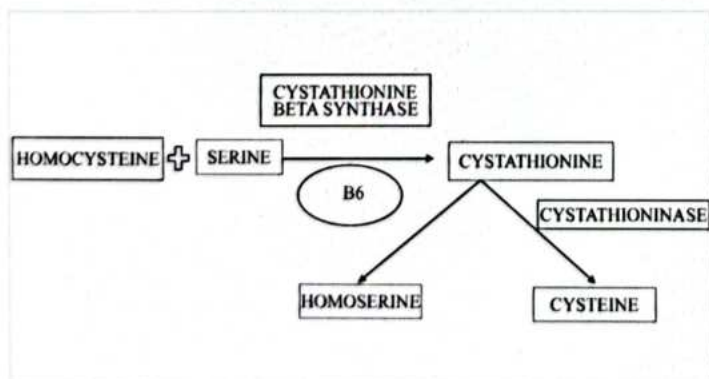 CYSTATHIONINE
BETA SYNTHASE
HOMOCYSTEINE
SERINE
CYSTATHIONINE
B6
CYSTATHIONINASE
HOMOSERINE
CYSTEINE